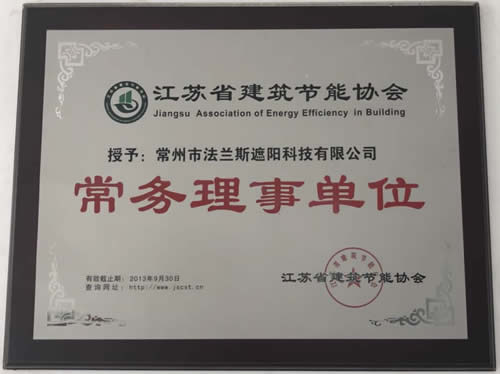 江苏省建筑节能协会
Jiangsu Association of Energy Efficiency in Building
授予：常州市法兰斯遮阳科技有限公司
常务理事单位
有效截止期：2013年9月30日
查询网址：http://www.jscst.cn
江苏省建筑节能协会